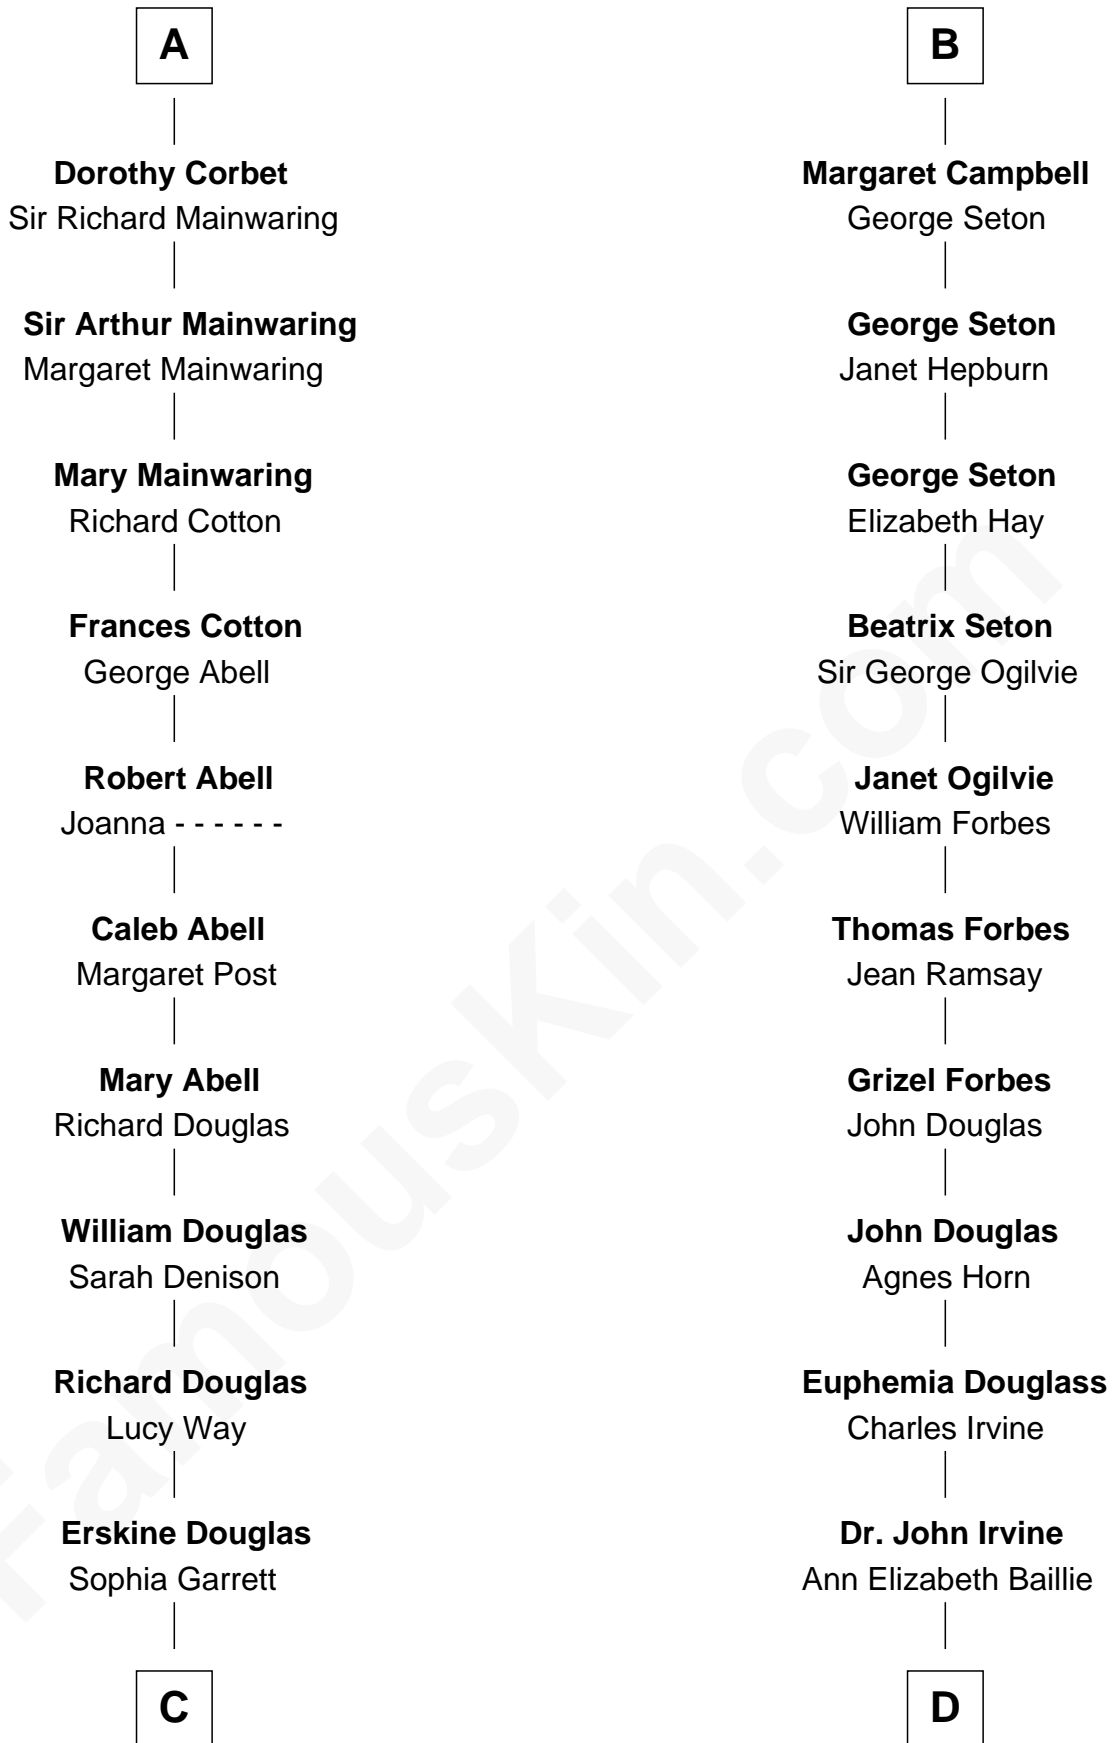 A
Dorothy Corbet
Sir Richard Mainwaring
Sir Arthur Mainwaring
Margaret Mainwaring
Mary Mainwaring
Richard Cotton
Frances Cotton
George Abell
Robert Abell
Joanna - - - - - -
Caleb Abell
Margaret Post
Mary Abell
Richard Douglas
William Douglas
Sarah Denison
Richard Douglas
Lucy Way
Erskine Douglas
Sophia Garrett
C
B
Margaret Campbell
George Seton
George Seton
Janet Hepburn
George Seton
Elizabeth Hay
Beatrix Seton
Sir George Ogilvie
Janet Ogilvie
William Forbes
Thomas Forbes
Jean Ramsay
Grizel Forbes
John Douglas
John Douglas
Agnes Horn
Euphemia Douglass
Charles Irvine
Dr. John Irvine
Ann Elizabeth Baillie
D
FamousKin.com